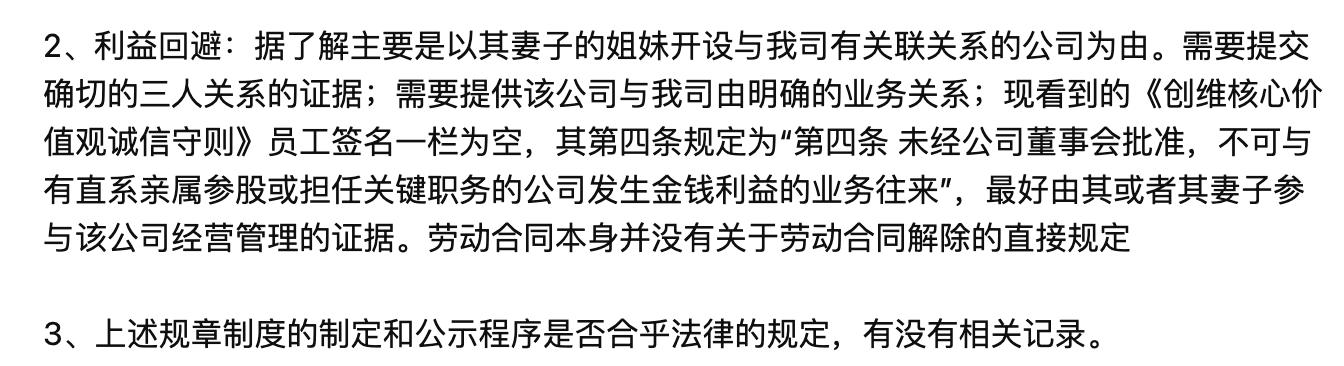 2、利益回避：据了解主要是以其妻子的姐妹开设与我司有关联关系的公司为由。需要提交
确切的三人关系的证据；需要提供该公司与我司由明确的业务关系；现看到的《创维核心价
值观诚信守则》员工签名一栏为空，其第四条规定为“第四条 未经公司董事会批准，不可与
有直系亲属参股或担任关键职务的公司发生金钱利益的业务往来”，最好由其或者其妻子参
与该公司经营管理的证据。劳动合同本身并没有关于劳动合同解除的直接规定
3、上述规章制度的制定和公示程序是否合乎法律的规定，有没有相关记录。